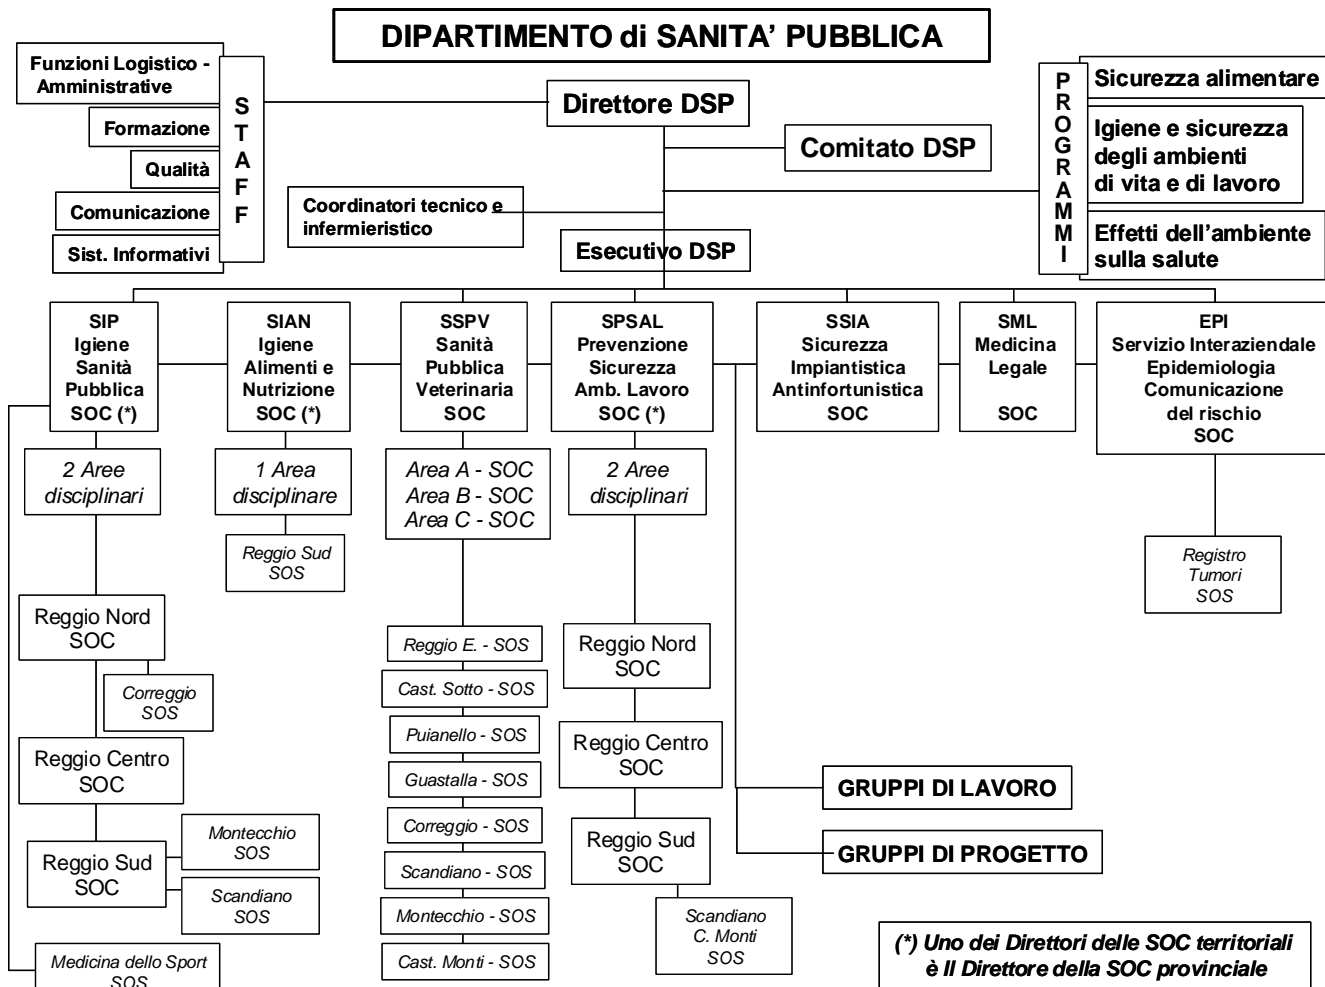 DIPARTIMENTO di SANITA' PUBBLICA
Funzioni Logistico -
Amministrative
Formazione
Qualità
Comunicazione
Sist. Informativi
STAFF
Direttore DSP
Comitato DSP
Coordinatori tecnico e
infermieristico
Esecutivo DSP
PROGRAMMI
Sicurezza alimentare
Igiene e sicurezza
degli ambienti
di vita e di lavoro
Effetti dell'ambiente
sulla salute
SIP
Igiene
Sanità
Pubblica
SOC (*)
SIAN
Igiene
Alimenti e
Nutrizione
SOC (*)
SSPV
Sanità
Pubblica
Veterinaria
SOC
SPSAL
Prevenzione
Sicurezza
Amb. Lavoro
SOC (*)
SSIA
Sicurezza
Impiantistica
Antinfortunistica
SOC
SML
Medicina
Legale
SOC
EPI
Servizio Interaziendale
Epidemiologia
Comunicazione
del rischio
SOC
2 Aree
disciplinari
Reggio Nord
SOC
Correggio
SOS
Reggio Centro
SOC
Reggio Sud
SOC
Montecchio
SOS
Scandiano
SOS
Medicina dello Sport
SOS
1 Area
disciplinare
Reggio Sud
SOS
Area A - SOC
Area B - SOC
Area C - SOC
Reggio E. - SOS
Cast. Sotto - SOS
Puianello - SOS
Guastalla - SOS
Correggio - SOS
Scandiano - SOS
Montecchio - SOS
Cast. Monti - SOS
2 Aree
disciplinari
Reggio Nord
SOC
Reggio Centro
SOC
Reggio Sud
SOC
Scandiano
C. Monti
SOS
Registro
Tumori
SOS
GRUPPI DI LAVORO
GRUPPI DI PROGETTO
(*) Uno dei Direttori delle SOC territoriali
è Il Direttore della SOC provinciale